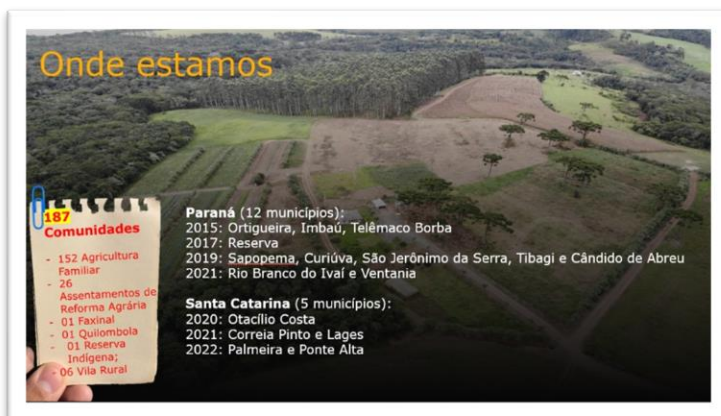 Onde estamos
187
Comunidades
- 152 Agricultura
Familiar
- 26
Assentamentos de
Reforma Agrária
- 01 Faxinal
- 01 Quilombola
- 01 Reserva
Indígena;
- 06 Vila Rural
Paraná (12 municípios):
2015: Ortigueira, Imbaú, Telêmaco Borba
2017: Reserva
2019: Sapopema, Curiúva, São Jerônimo da Serra, Tibagi e Cândido de Abreu
2021: Rio Branco do Ivaí e Ventania
Santa Catarina (5 municípios):
2020: Otacílio Costa
2021: Correia Pinto e Lages
2022: Palmeira e Ponte Alta